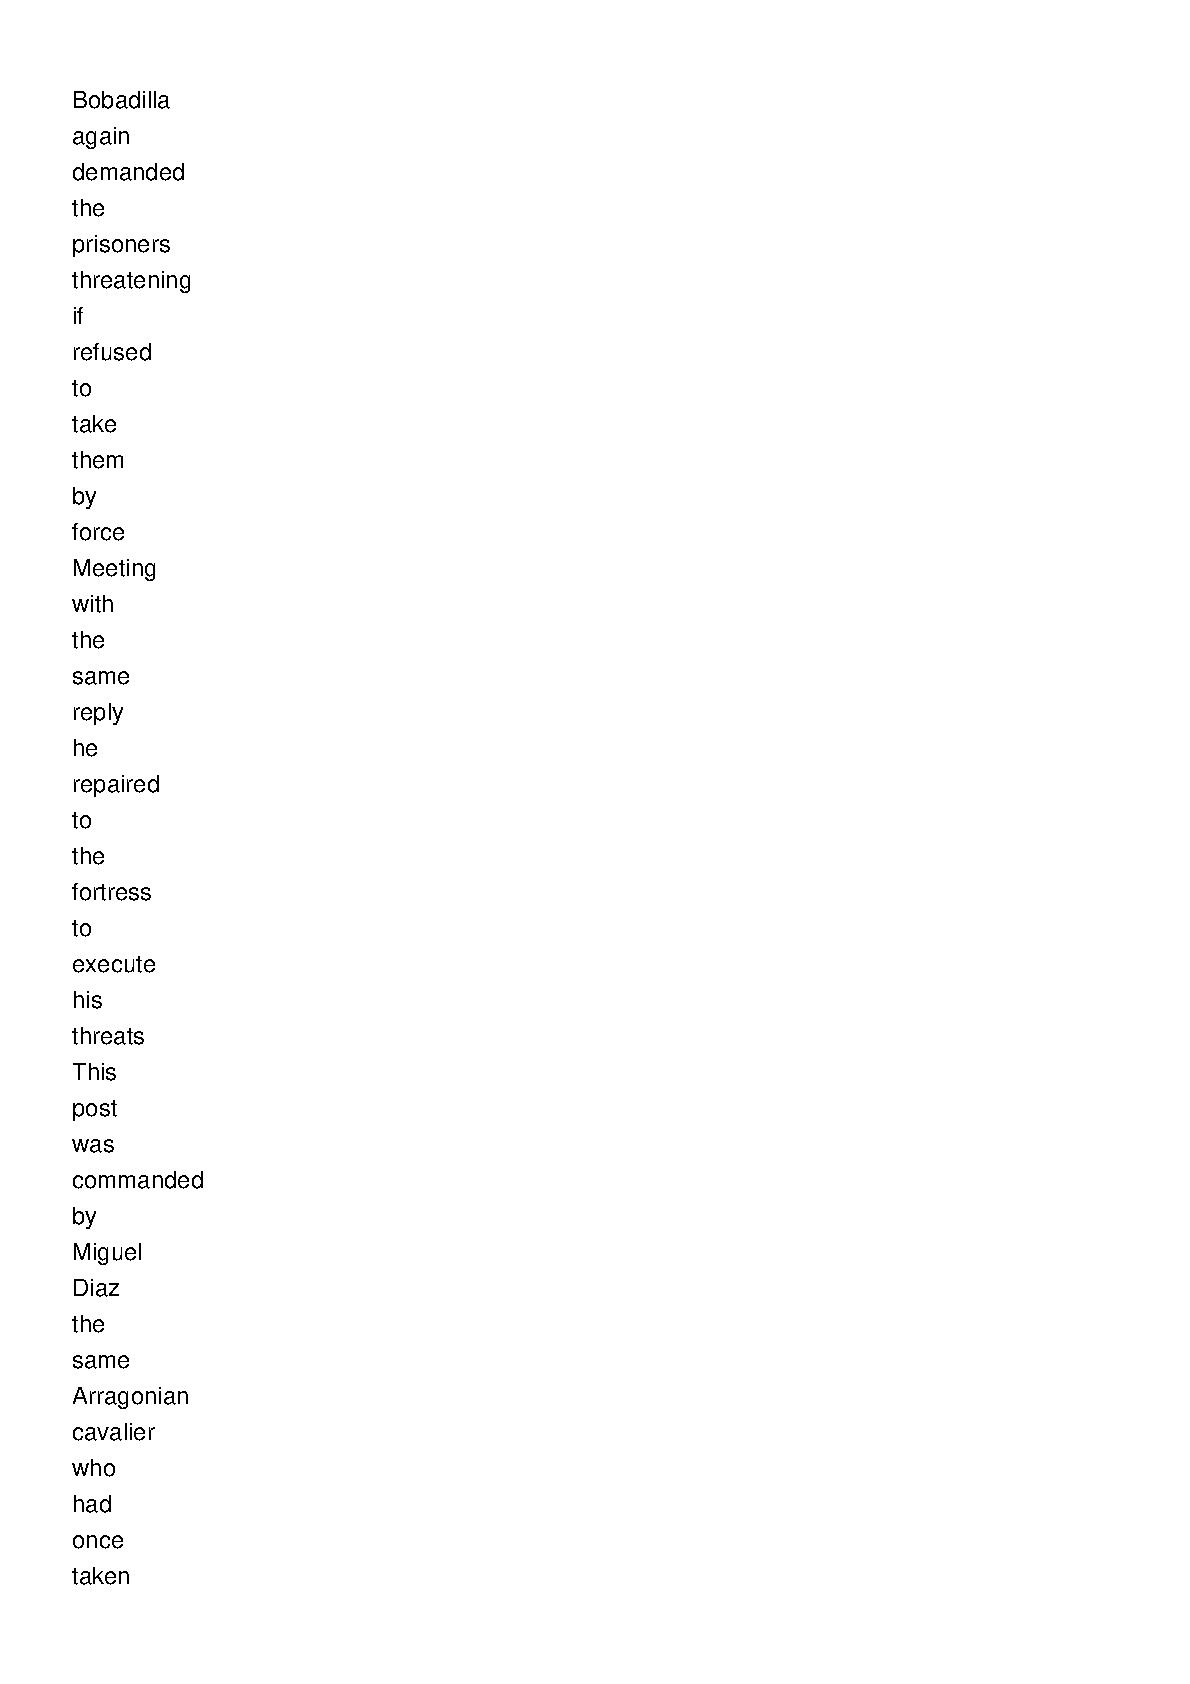 Bobadilla
again
demanded
the
prisoners
threatening
if
refused
to
take
them
by
force
Meeting
with
the
same
reply
he
repaired
to
the
fortress
to
execute
his
threats
This
post
was
commanded
by
Miguel
Diaz
the
same
Arragonian
cavalier
who
had
once
taken